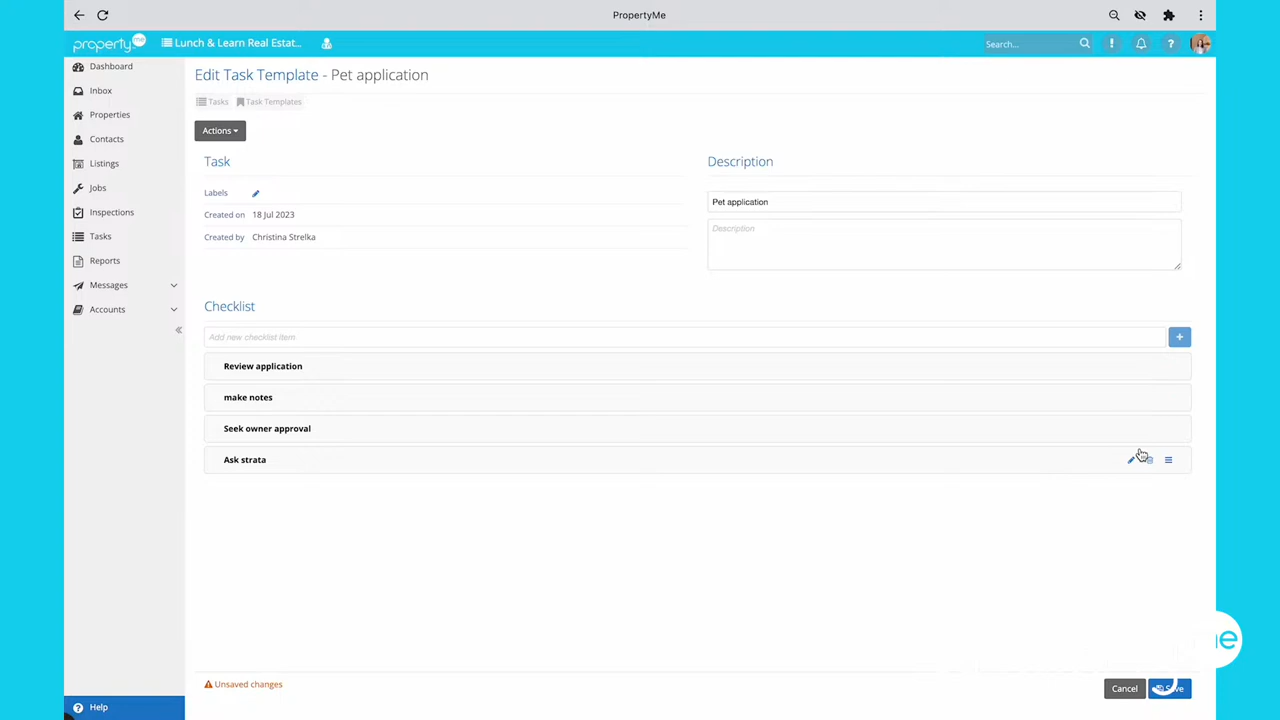 PropertyMe
propertyme
Lunch & Learn Real Estat...
Search...
Dashboard
Inbox
Properties
Contacts
Listings
Jobs
Inspections
Tasks
Reports
Messages
Accounts
Help
Edit Task Template - Pet application
Tasks
Task Templates
Actions
Task
Labels
Created on 18 Jul 2023
Created by Christina Strelka
Description
Pet application
Description
Checklist
Add new checklist item
Review application
make notes
Seek owner approval
Ask strata
Unsaved changes
Cancel
me